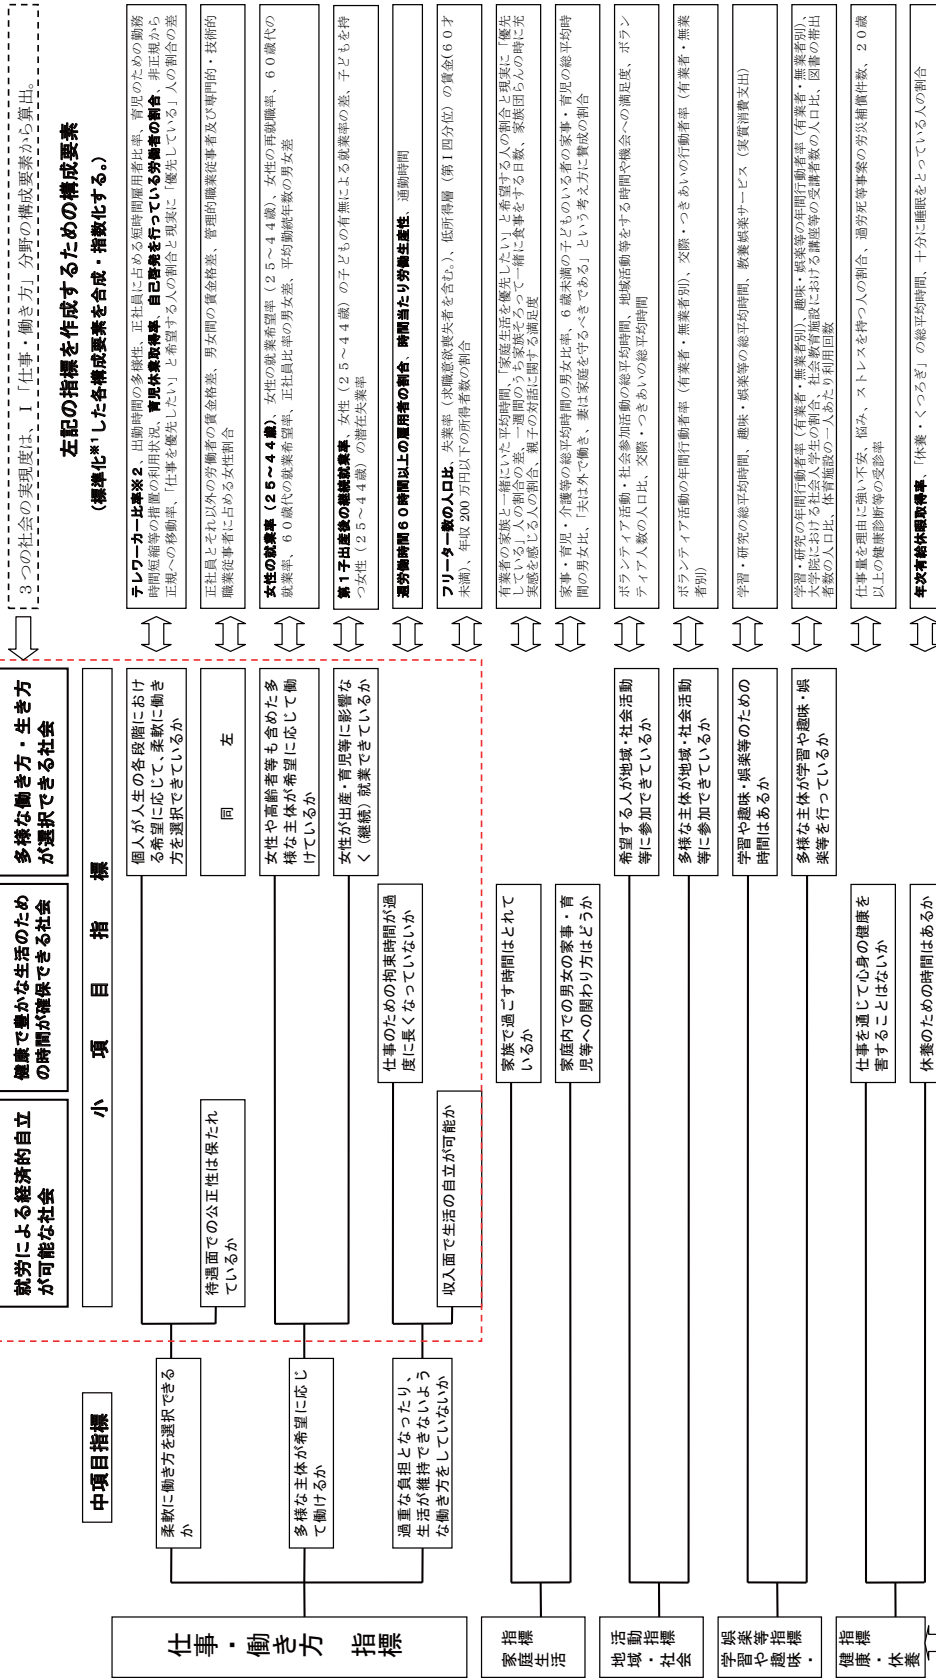 3つの社会の実現度は、Ⅰ「仕事・働き方」分野の構成要素から算出。
就労による経済的自立
が可能な社会
健康で豊かな生活のため
の時間が確保できる社会
多様な働き方・生き方
が選択できる社会
左記の指標を作成するための構成要素
(標準化※1した各構成要素を合成・指数化する。)
中項目指標
小 項 目 指 標
仕事・働き方 指標
柔軟に働き方を選択できる
か
個人が人生の各段階におけ
る希望に応じて、柔軟に働き
方を選択できているか
テレワーカー比率※2、出勤時間の多様性、正社員に占める短時間雇用者比率、育児のための勤務
時間短縮等の措置の利用状況、育児休業取得率、自己啓発を行っている労働者の割合、非正規から
正規への移動率、「仕事を優先したい」と希望する人の割合と現実に「優先している」人の割合の差
待遇面での公正性は保たれ
ているか
同 左
正社員とそれ以外の労働者の賃金格差、男女間の賃金格差、管理的職業従事者及び専門的・技術的
職業従事者に占める女性割合
多様な主体が希望に応じ
て働けるか
女性や高齢者等も含めた多
様な主体が希望に応じて働
けているか
女性の就業率(25~44歳)、女性の就業希望率(25~44歳)、女性の再就職率、60歳代の
就業率、60歳代の就業希望率、正社員比率の男女差、平均勤続年数の男女差
女性が出産・育児等に影響な
く(継続)就業できているか
第1子出産後の継続就業率、女性(25~44歳)の子どもの有無による就業率の差、子どもを持
つ女性(25~44歳)の潜在失業率
過重な負担となったり、
生活が維持できないよう
な働き方をしていないか
仕事のための拘束時間が過
度に長くなっていないか
週労働時間60時間以上の雇用者の割合、時間当たり労働生産性、通勤時間
収入面で生活の自立が可能か
フリーター数の人口比、失業率(求職意欲喪失者を含む。)、低所得層(第Ⅰ四分位)の賃金(60才
未満)、年収200万円以下の所得者数の割合
家庭生活
指標
家族で過ごす時間はとれて
いるか
有業者の家族と一緒にいた平均時間、「家庭生活を優先したい」と希望する人の割合と現実に「優先
している」人の割合の差、一週間のうち家族そろって一緒に食事をする日数、家族団らんの時に充
実感を感じる人の割合、親子の対話に関する満足度
家庭内での男女の家事・育
児等への関わり方はどうか
家事・育児・介護等の総平均時間の男女比率、6歳未満の子どものいる者の家事・育児の総平均時
間の男女比、「夫は外で働き、妻は家庭を守るべきである」という考え方に賛成の割合
地域・社会
活動指標
希望する人が地域・社会活動
等に参加できているか
ボランティア活動・社会参加活動の総平均時間、地域活動等をする時間や機会への満足度、ボラン
ティア人数の人口比、交際・つきあいの総平均時間
多様な主体が地域・社会活動
等に参加できているか
ボランティア活動の年間行動者率(有業者・無業者別)、交際・つきあいの行動者率(有業者・無業
者別)
学習や趣味・
娯楽等指標
学習や趣味・娯楽等のための
時間はあるか
学習・研究の総平均時間、趣味・娯楽等の総平均時間、教養娯楽サービス(実質消費支出)
多様な主体が学習や趣味・娯
楽等を行っているか
学習・研究の年間行動者率(有業者・無業者別)、趣味・娯楽等の年間行動者率(有業者・無業者別)、
大学院における社会人学生の割合、社会教育施設における講座等の受講者数の人口比、図書の帯出
者数の人口比、体育施設の一人あたり利用回数
健康・休養
指標
仕事を通じて心身の健康を
害することはないか
仕事量を理由に強い不安、悩み、ストレスを持つ人の割合、過労死等事案の労災補償件数、20歳
以上の健康診断等の受診率
休養のための時間はあるか
年次有給休暇取得率、「休養・くつろぎ」の総平均時間、十分に睡眠をとっている人の割合